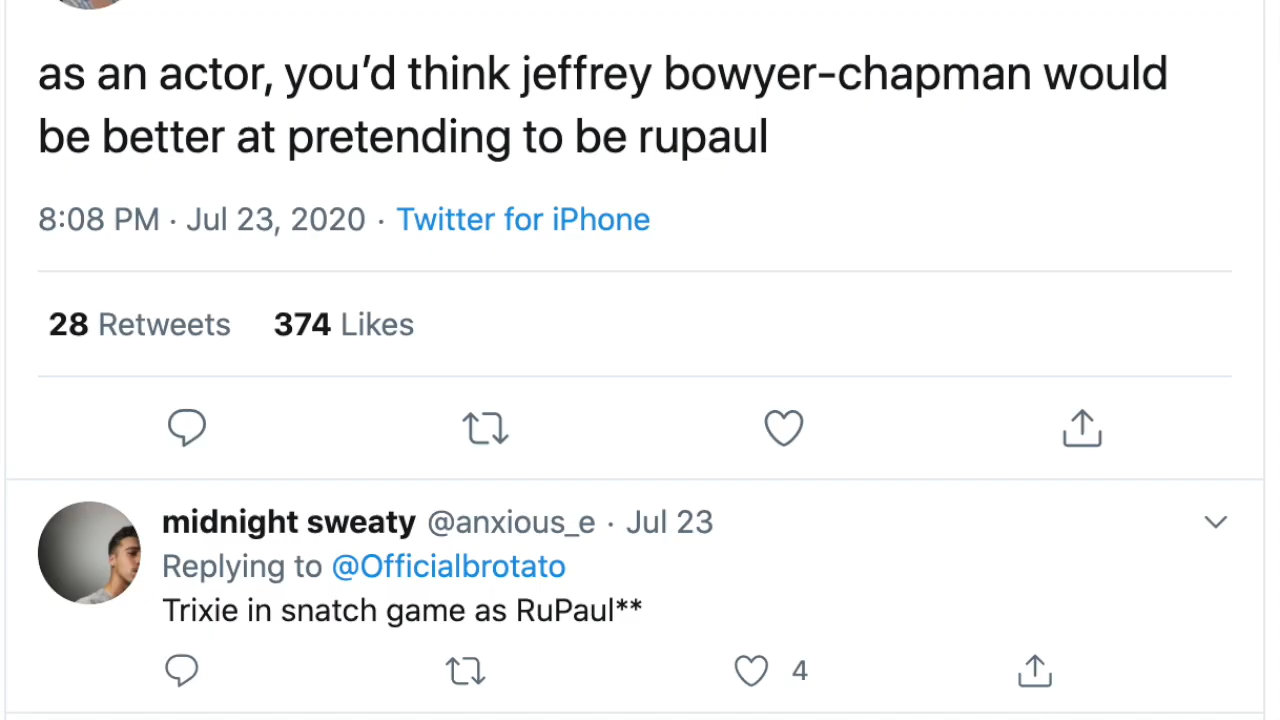 as an actor, you’d think jeffrey bowyer-chapman would
be better at pretending to be rupaul
8:08 PM · Jul 23, 2020 · Twitter for iPhone
28 Retweets 374 Likes
midnight sweaty @anxious_e · Jul 23
Replying to @Officialbrotato
Trixie in snatch game as RuPaul**
4